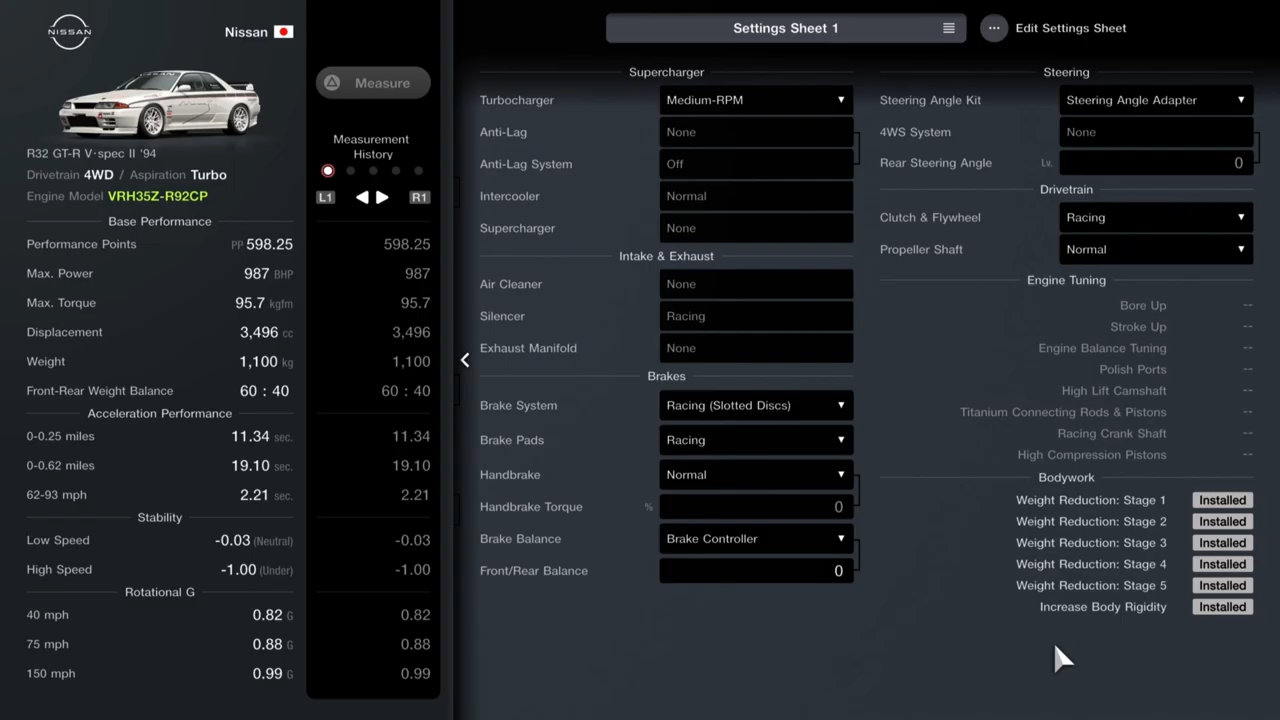 NISSAN
Nissan
R32 GT-R V·spec II '94
Drivetrain 4WD / Aspiration Turbo
Engine Model VRH35Z-R92CP
Base Performance
Performance Points PP 598.25
Max. Power 987 BHP
Max. Torque 95.7 kgfm
Displacement 3,496 cc
Weight 1,100 kg
Front-Rear Weight Balance 60 : 40
Acceleration Performance
0-0.25 miles 11.34 sec.
0-0.62 miles 19.10 sec.
62-93 mph 2.21 sec.
Stability
Low Speed -0.03 (Neutral)
High Speed -1.00 (Under)
Rotational G
40 mph 0.82 G
75 mph 0.88 G
150 mph 0.99 G
Measure
Measurement
History
L1 R1
598.25
987
95.7
3,496
1,100
60 : 40
11.34
19.10
2.21
-0.03
-1.00
0.82
0.88
0.99
Settings Sheet 1
Edit Settings Sheet
Supercharger
Turbocharger Medium-RPM
Anti-Lag None
Anti-Lag System Off
Intercooler Normal
Supercharger None
Intake & Exhaust
Air Cleaner None
Silencer Racing
Exhaust Manifold None
Brakes
Brake System Racing (Slotted Discs)
Brake Pads Racing
Handbrake Normal
Handbrake Torque % 0
Brake Balance Brake Controller
Front/Rear Balance 0
Steering
Steering Angle Kit Steering Angle Adapter
4WS System None
Rear Steering Angle Lv. 0
Drivetrain
Clutch & Flywheel Racing
Propeller Shaft Normal
Engine Tuning
Bore Up --
Stroke Up --
Engine Balance Tuning --
Polish Ports --
High Lift Camshaft --
Titanium Connecting Rods & Pistons --
Racing Crank Shaft --
High Compression Pistons --
Bodywork
Weight Reduction: Stage 1 Installed
Weight Reduction: Stage 2 Installed
Weight Reduction: Stage 3 Installed
Weight Reduction: Stage 4 Installed
Weight Reduction: Stage 5 Installed
Increase Body Rigidity Installed